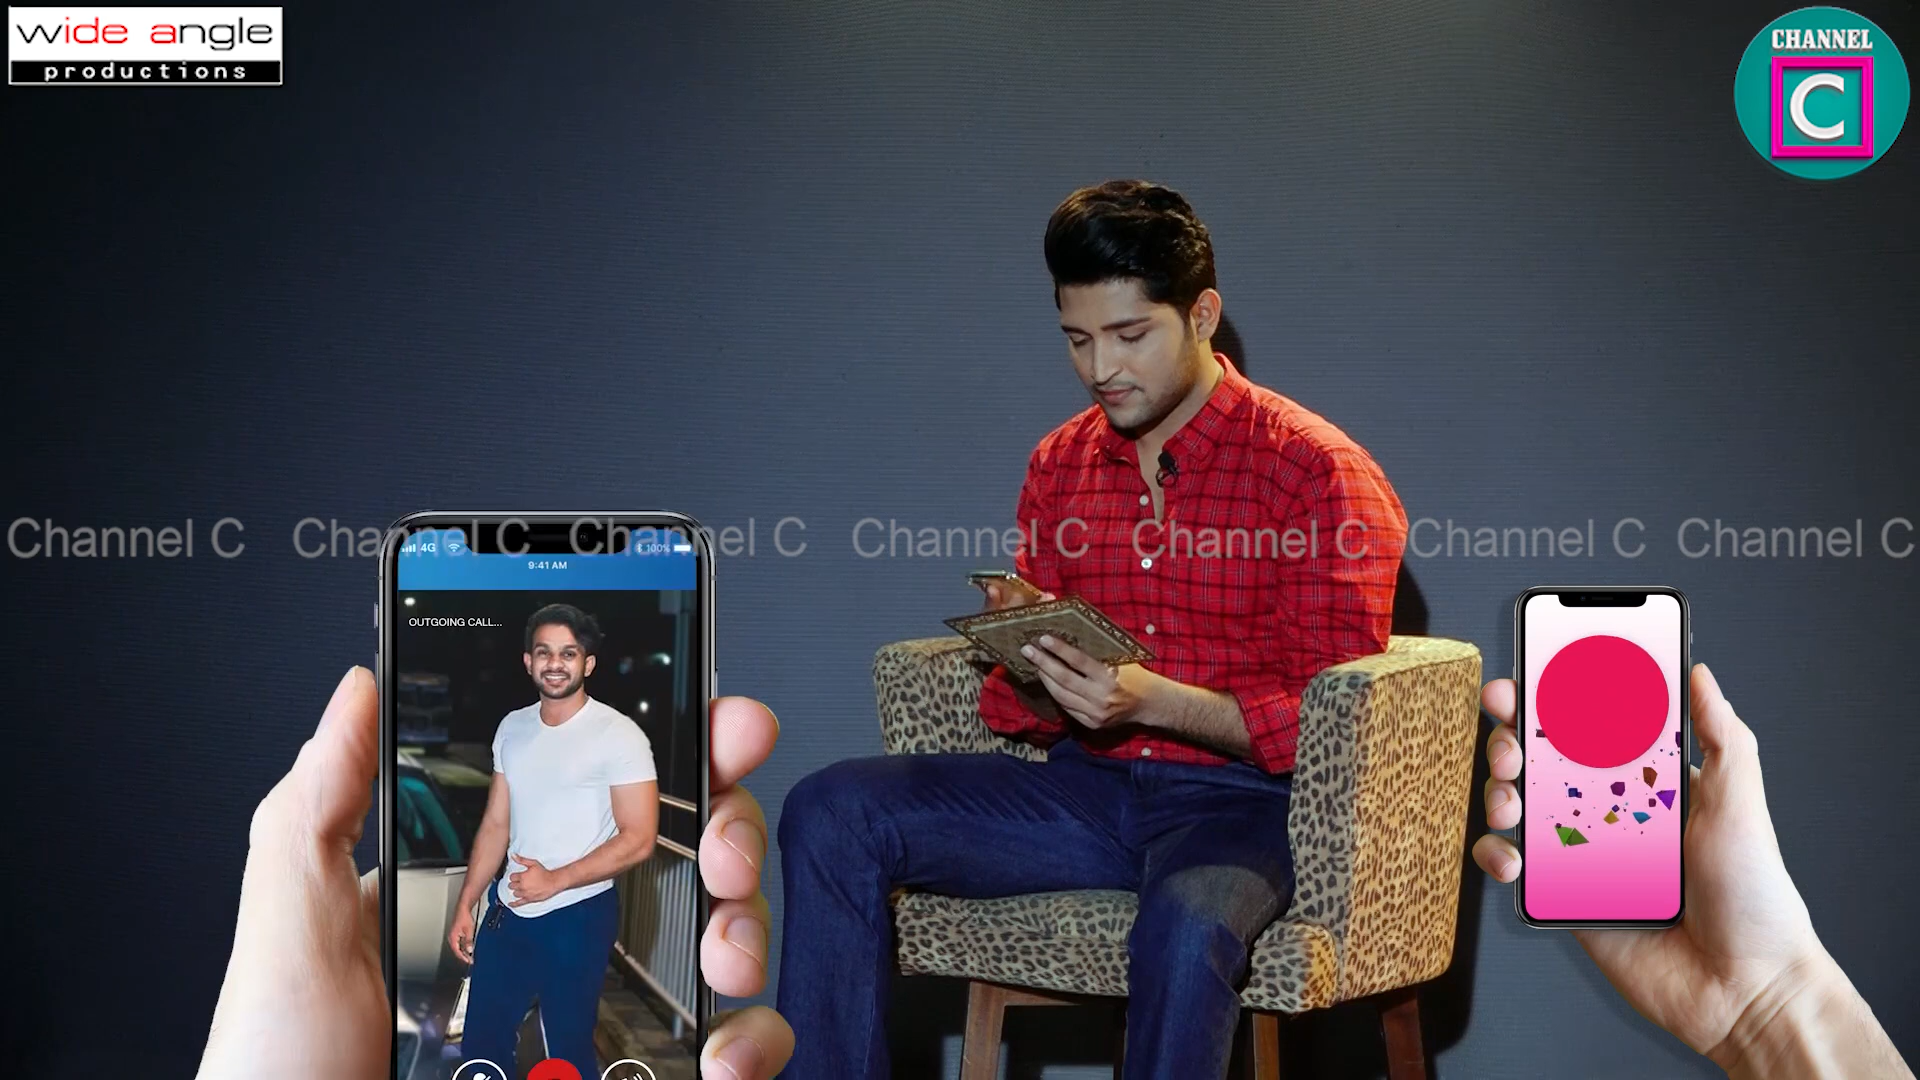 wide angle
productions
CHANNEL
C
Channel C Channel C Channel C Channel C Channel C Channel C Channel C
4G 100%
9:41 AM
OUTGOING CALL...